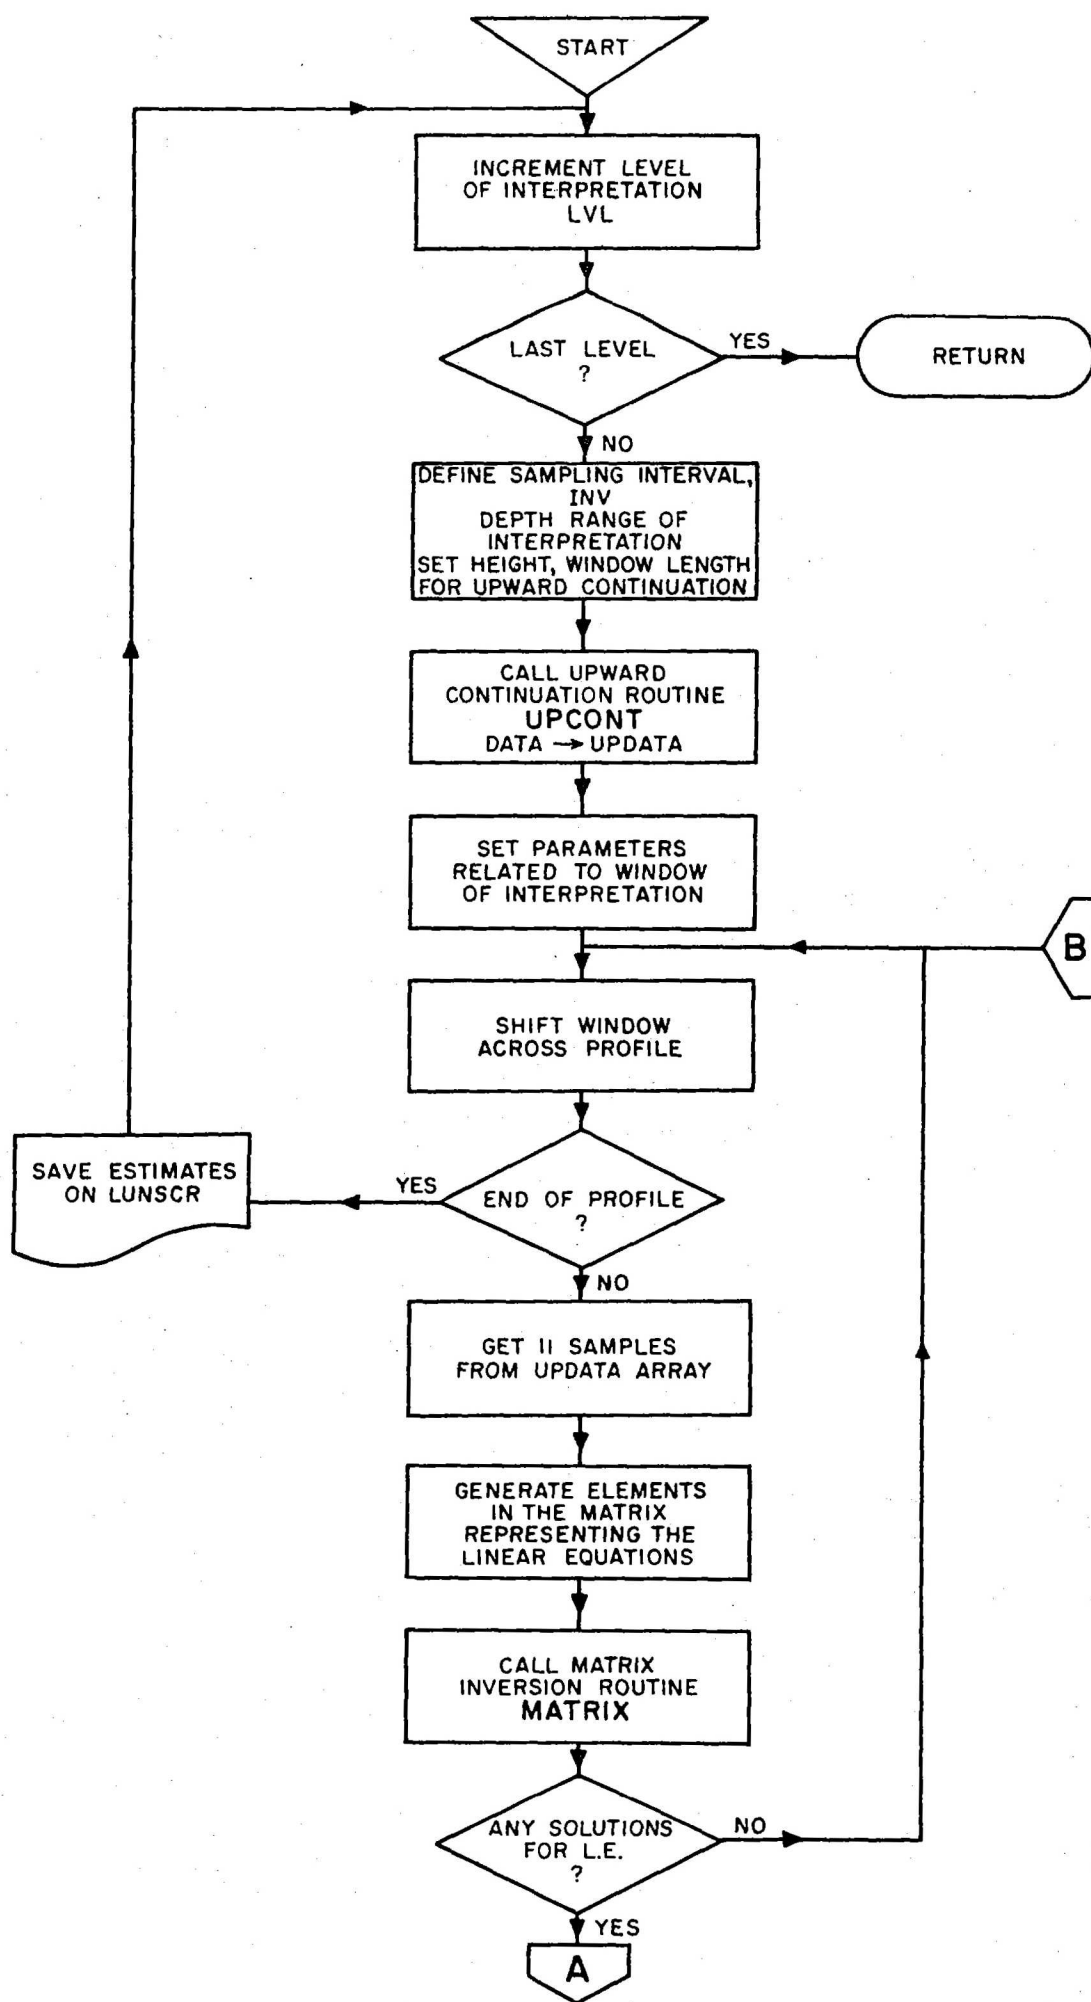 START
INCREMENT LEVEL
OF INTERPRETATION
LVL
LAST LEVEL
?
YES
RETURN
NO
DEFINE SAMPLING INTERVAL,
INV
DEPTH RANGE OF
INTERPRETATION
SET HEIGHT, WINDOW LENGTH
FOR UPWARD CONTINUATION
CALL UPWARD
CONTINUATION ROUTINE
UPCONT
DATA → UPDATA
SET PARAMETERS
RELATED TO WINDOW
OF INTERPRETATION
B
SHIFT WINDOW
ACROSS PROFILE
SAVE ESTIMATES
ON LUNSCR
YES
END OF PROFILE
?
NO
GET 11 SAMPLES
FROM UPDATA ARRAY
GENERATE ELEMENTS
IN THE MATRIX
REPRESENTING THE
LINEAR EQUATIONS
CALL MATRIX
INVERSION ROUTINE
MATRIX
ANY SOLUTIONS
FOR L.E.
?
NO
YES
A